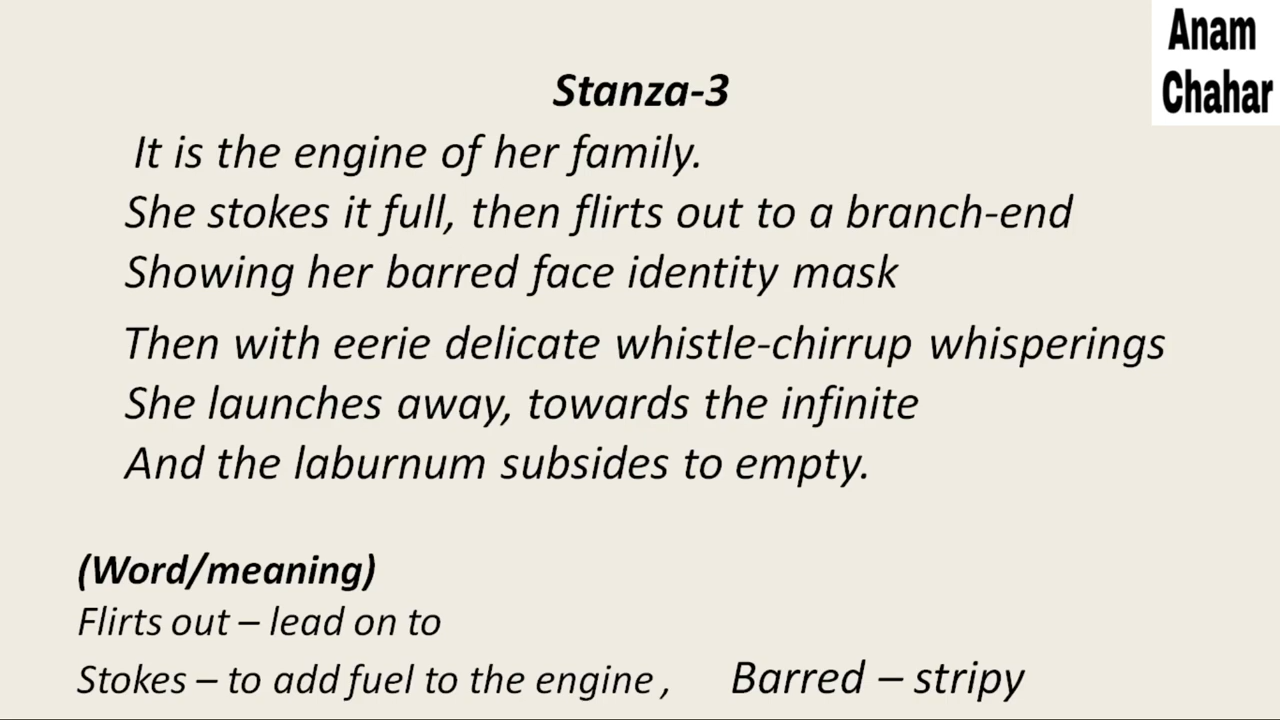 Anam
Chahar
Stanza-3
It is the engine of her family.
She stokes it full, then flirts out to a branch-end
Showing her barred face identity mask
Then with eerie delicate whistle-chirrup whisperings
She launches away, towards the infinite
And the laburnum subsides to empty.
(Word/meaning)
Flirts out – lead on to
Stokes – to add fuel to the engine , Barred – stripy